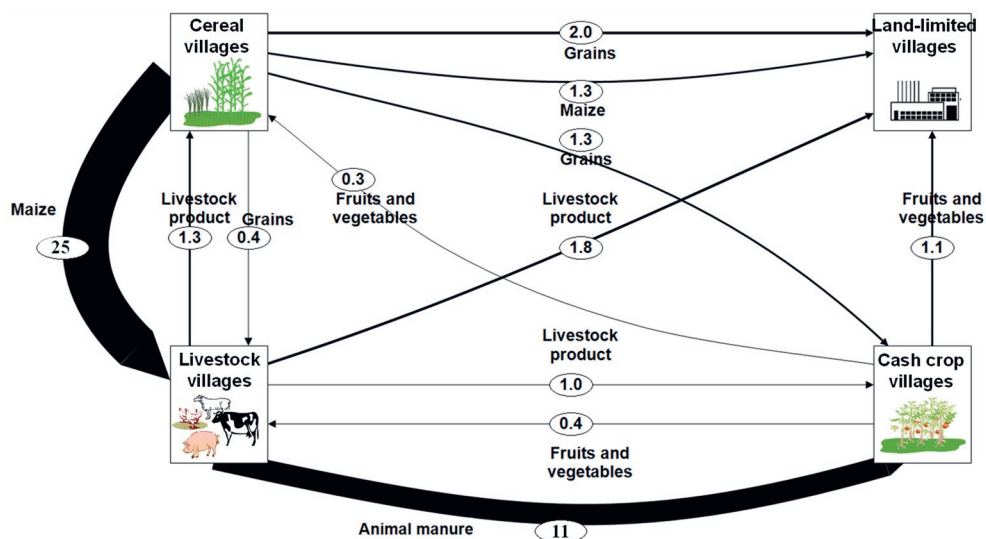 Cereal
villages
2.0
Grains
Land-limited
villages
1.3
Maize
1.3
Grains
0.3
Fruits and
vegetables
Maize
25
Livestock
product
1.3
Grains
0.4
Livestock
product
1.8
Fruits and
vegetables
1.1
Livestock
villages
Livestock
product
1.0
Cash crop
villages
0.4
Fruits and
vegetables
Animal manure
11